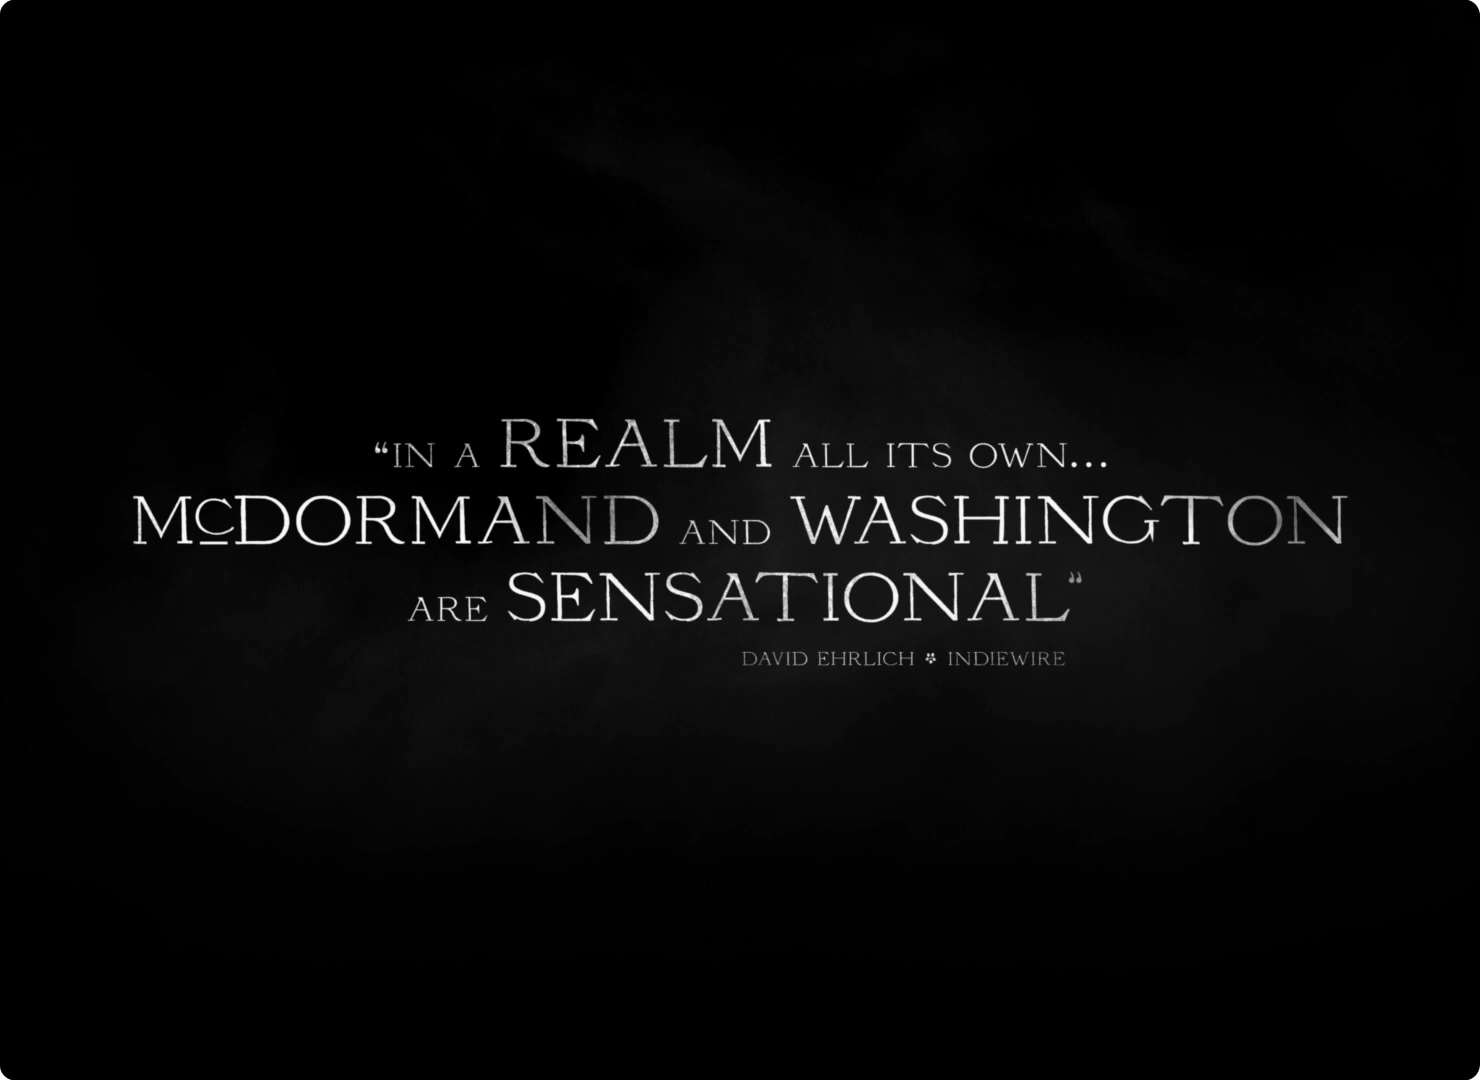 “IN A REALM ALL ITS OWN...
McDORMAND AND WASHINGTON
ARE SENSATIONAL”
DAVID EHRLICH ✽ INDIEWIRE